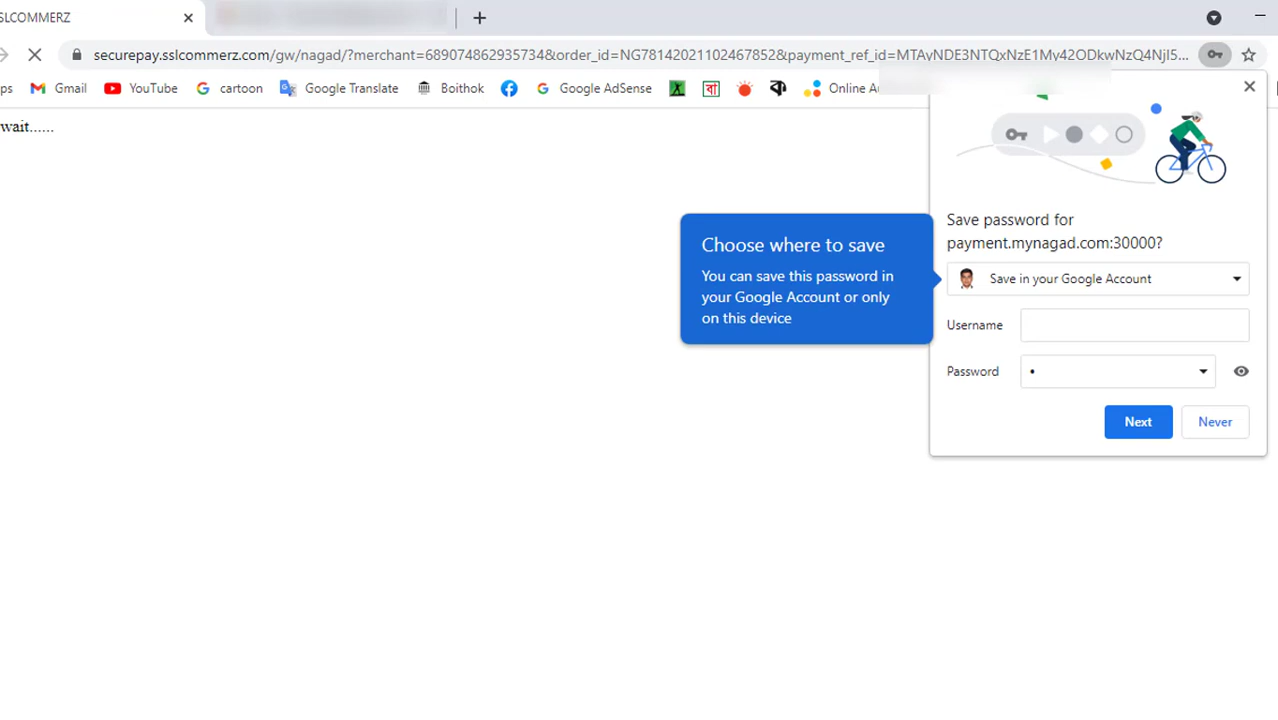 SLCOMMERZ
securepay.sslcommerz.com/gw/nagad/?merchant=689074862935734&order_id=NG78142021102467852&payment_ref_id=MTAyNDE3NTQxNzE1My42ODkwNzQ4NjI5...
ps Gmail YouTube cartoon Google Translate Boithok Google AdSense বা Online
wait......
Save password for
payment.mynagad.com:30000?
Choose where to save
You can save this password in
your Google Account or only
on this device
Save in your Google Account
Username
Password •
Next Never